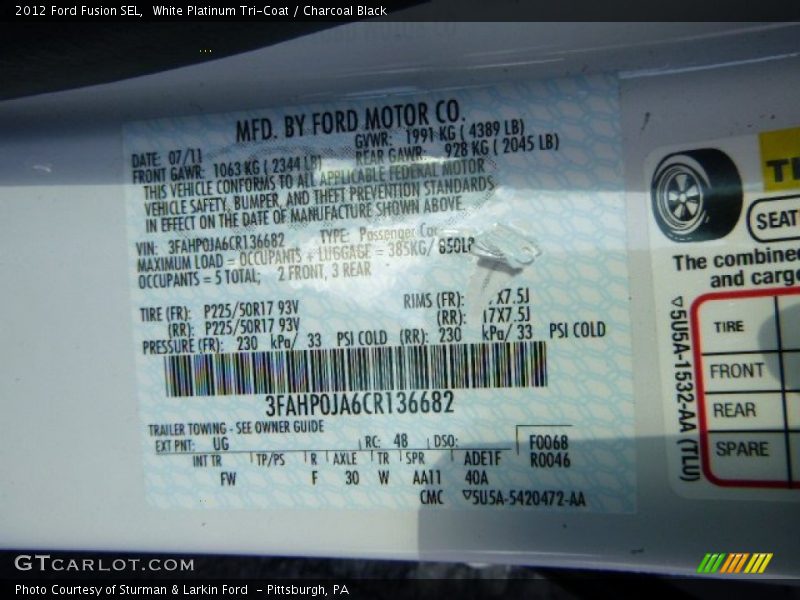 2012 Ford Fusion SEL, White Platinum Tri-Coat / Charcoal Black
MFD. BY FORD MOTOR CO.
DATE: 07/11 GVWR: 1991 KG ( 4389 LB)
FRONT GAWR: 1063 KG ( 2344 LB) REAR GAWR: 928 KG ( 2045 LB)
THIS VEHICLE CONFORMS TO ALL APPLICABLE FEDERAL MOTOR
VEHICLE SAFETY, BUMPER, AND THEFT PREVENTION STANDARDS
IN EFFECT ON THE DATE OF MANUFACTURE SHOWN ABOVE
VIN: 3FAHP0JA6CR136682 TYPE: Passenger Car
MAXIMUM LOAD = OCCUPANTS + LUGGAGE = 385KG/ 850LB
OCCUPANTS = 5 TOTAL; 2 FRONT, 3 REAR
TIRE (FR): P225/50R17 93V RIMS (FR): X7.5J
(RR): P225/50R17 93V (RR): 17X7.5J
PRESSURE (FR): 230 kPa/ 33 PSI COLD (RR): 230 kPa/ 33 PSI COLD
3FAHP0JA6CR136682
TRAILER TOWING - SEE OWNER GUIDE
EXT PNT: UG RC: 48 DSO: F0068
INT TR TP/PS R AXLE TR SPR ADE1F R0046
FW F 30 W AA11 40A
CMC ▽5U5A-5420472-AA
SEAT
The combine
and carg
TIRE
FRONT
REAR
SPARE
▽5U5A-1532-AA (TLU)
GTCARLOT.COM
Photo Courtesy of Sturman & Larkin Ford - Pittsburgh, PA